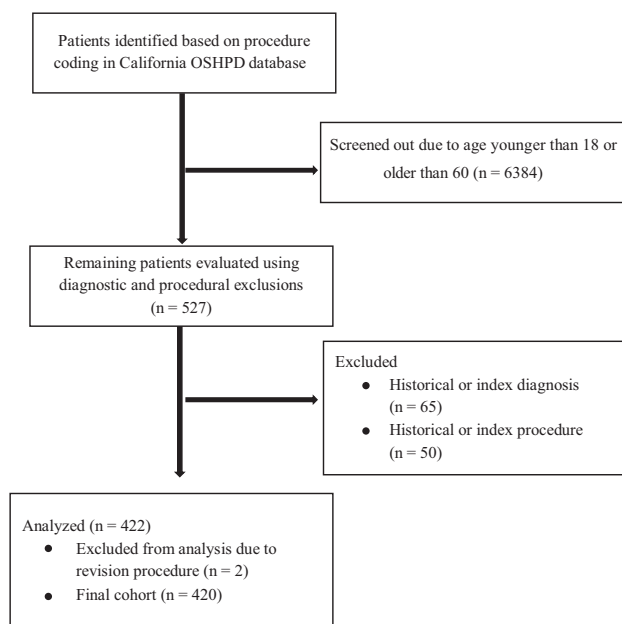 Patients identified based on procedure
coding in California OSHPD database
Screened out due to age younger than 18 or
older than 60 (n = 6384)
Remaining patients evaluated using
diagnostic and procedural exclusions
(n = 527)
Excluded
● Historical or index diagnosis
(n = 65)
● Historical or index procedure
(n = 50)
Analyzed (n = 422)
● Excluded from analysis due to
revision procedure (n = 2)
● Final cohort (n = 420)